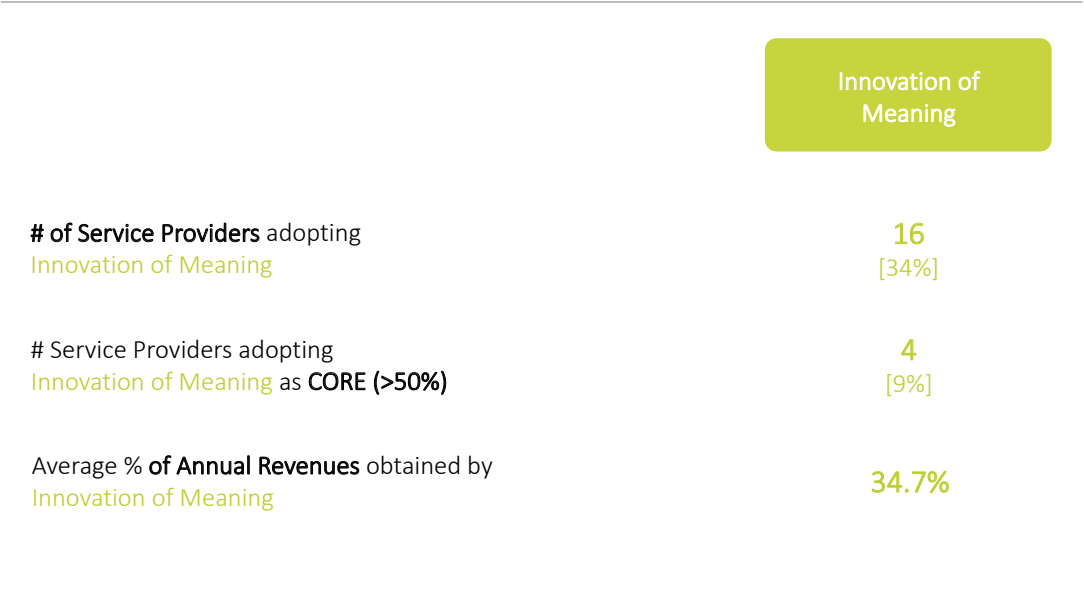 Innovation of
Meaning
# of Service Providers adopting
Innovation of Meaning
16
[34%]
# Service Providers adopting
Innovation of Meaning as CORE (>50%)
4
[9%]
Average % of Annual Revenues obtained by
Innovation of Meaning
34.7%